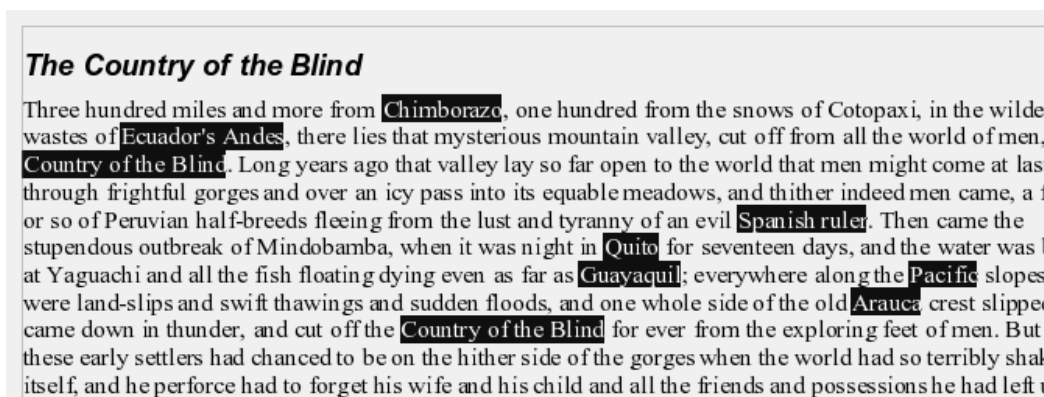 The Country of the Blind
Three hundred miles and more from Chimborazo, one hundred from the snows of Cotopaxi, in the wilde
wastes of Ecuador's Andes, there lies that mysterious mountain valley, cut off from all the world of men,
Country of the Blind. Long years ago that valley lay so far open to the world that men might come at las
through frightful gorges and over an icy pass into its equable meadows, and thither indeed men came, a f
or so of Peruvian half-breeds fleeing from the lust and tyranny of an evil Spanish ruler. Then came the
stupendous outbreak of Mindobamba, when it was night in Quito for seventeen days, and the water was
at Yaguachi and all the fish floating dying even as far as Guayaquil; everywhere along the Pacific slopes
were land-slips and swift thawings and sudden floods, and one whole side of the old Arauca crest slippe
came down in thunder, and cut off the Country of the Blind for ever from the exploring feet of men. But
these early settlers had chanced to be on the hither side of the gorges when the world had so terribly sha
itself, and he perforce had to forget his wife and his child and all the friends and possessions he had left